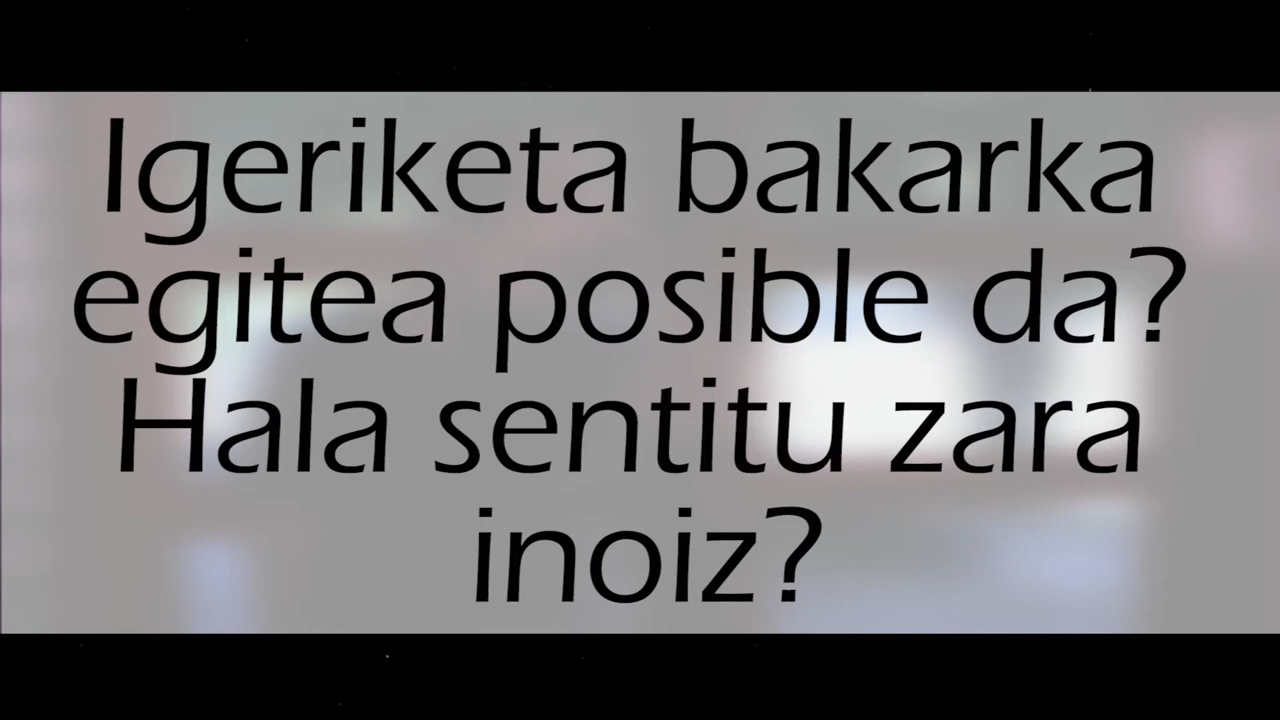 Igeriketa bakarka
egitea posible da?
Hala sentitu zara
inoiz?